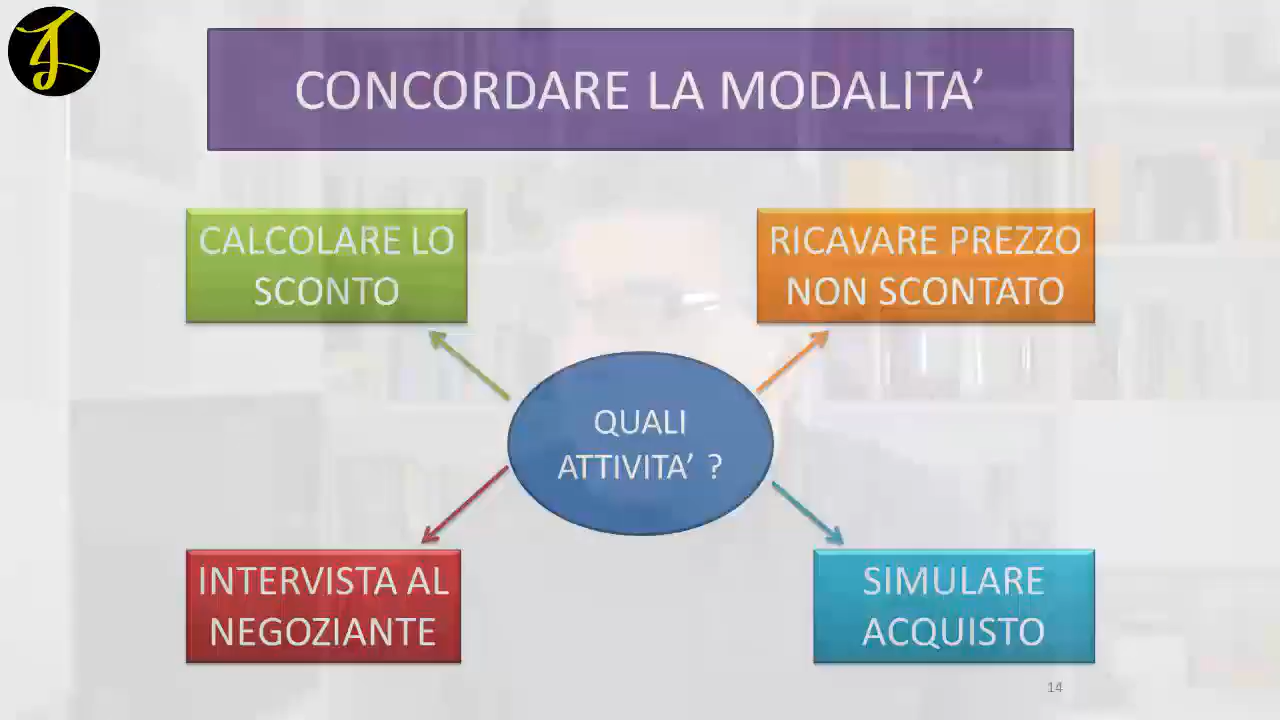 CONCORDARE LA MODALITA’
CALCOLARE LO
SCONTO
RICAVARE PREZZO
NON SCONTATO
QUALI
ATTIVITA’ ?
INTERVISTA AL
NEGOZIANTE
SIMULARE
ACQUISTO
14